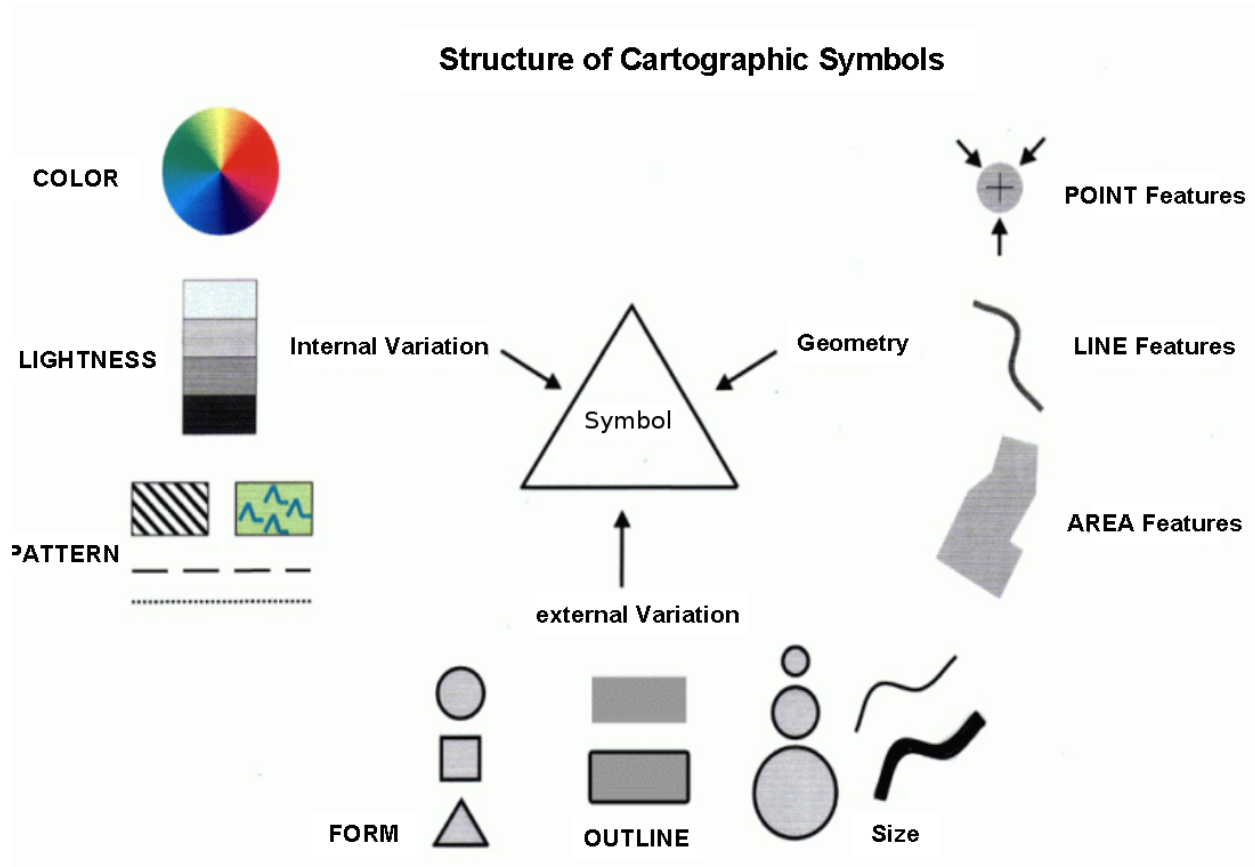 Structure of Cartographic Symbols
COLOR
POINT Features
LIGHTNESS
Internal Variation
Geometry
LINE Features
Symbol
PATTERN
AREA Features
external Variation
FORM
OUTLINE
Size